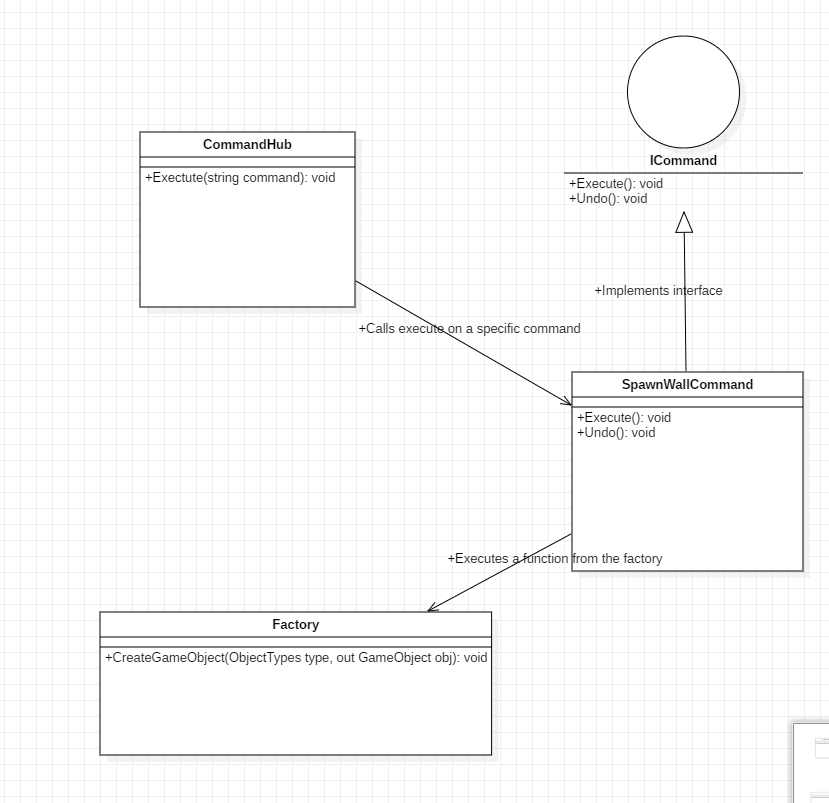 CommandHub
+Exectute(string command): void
ICommand
+Execute(): void
+Undo(): void
+Implements interface
+Calls execute on a specific command
SpawnWallCommand
+Execute(): void
+Undo(): void
+Executes a function from the factory
Factory
+CreateGameObject(ObjectTypes type, out GameObject obj): void